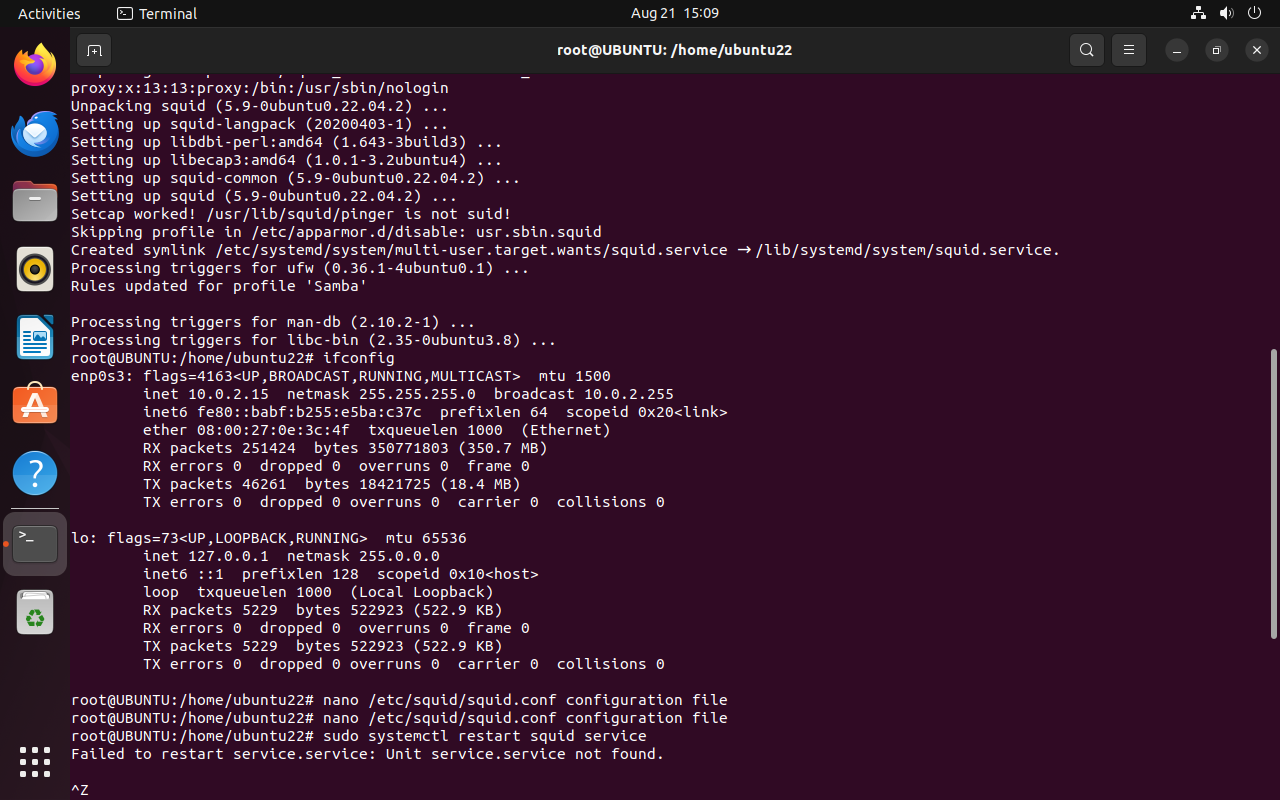 Activities Terminal Aug 21 15:09
root@UBUNTU: /home/ubuntu22
proxy:x:13:13:proxy:/bin:/usr/sbin/nologin
Unpacking squid (5.9-0ubuntu0.22.04.2) ...
Setting up squid-langpack (20200403-1) ...
Setting up libdbi-perl:amd64 (1.643-3build3) ...
Setting up libecap3:amd64 (1.0.1-3.2ubuntu4) ...
Setting up squid-common (5.9-0ubuntu0.22.04.2) ...
Setting up squid (5.9-0ubuntu0.22.04.2) ...
Setcap worked! /usr/lib/squid/pinger is not suid!
Skipping profile in /etc/apparmor.d/disable: usr.sbin.squid
Created symlink /etc/systemd/system/multi-user.target.wants/squid.service → /lib/systemd/system/squid.service.
Processing triggers for ufw (0.36.1-4ubuntu0.1) ...
Rules updated for profile 'Samba'
Processing triggers for man-db (2.10.2-1) ...
Processing triggers for libc-bin (2.35-0ubuntu3.8) ...
root@UBUNTU:/home/ubuntu22# ifconfig
enp0s3: flags=4163<UP,BROADCAST,RUNNING,MULTICAST>  mtu 1500
        inet 10.0.2.15  netmask 255.255.255.0  broadcast 10.0.2.255
        inet6 fe80::babf:b255:e5ba:c37c  prefixlen 64  scopeid 0x20<link>
        ether 08:00:27:0e:3c:4f  txqueuelen 1000  (Ethernet)
        RX packets 251424  bytes 350771803 (350.7 MB)
        RX errors 0  dropped 0  overruns 0  frame 0
        TX packets 46261  bytes 18421725 (18.4 MB)
        TX errors 0  dropped 0 overruns 0  carrier 0  collisions 0
lo: flags=73<UP,LOOPBACK,RUNNING>  mtu 65536
        inet 127.0.0.1  netmask 255.0.0.0
        inet6 ::1  prefixlen 128  scopeid 0x10<host>
        loop  txqueuelen 1000  (Local Loopback)
        RX packets 5229  bytes 522923 (522.9 KB)
        RX errors 0  dropped 0  overruns 0  frame 0
        TX packets 5229  bytes 522923 (522.9 KB)
        TX errors 0  dropped 0 overruns 0  carrier 0  collisions 0
root@UBUNTU:/home/ubuntu22# nano /etc/squid/squid.conf configuration file
root@UBUNTU:/home/ubuntu22# nano /etc/squid/squid.conf configuration file
root@UBUNTU:/home/ubuntu22# sudo systemctl restart squid service
Failed to restart service.service: Unit service.service not found.
^Z